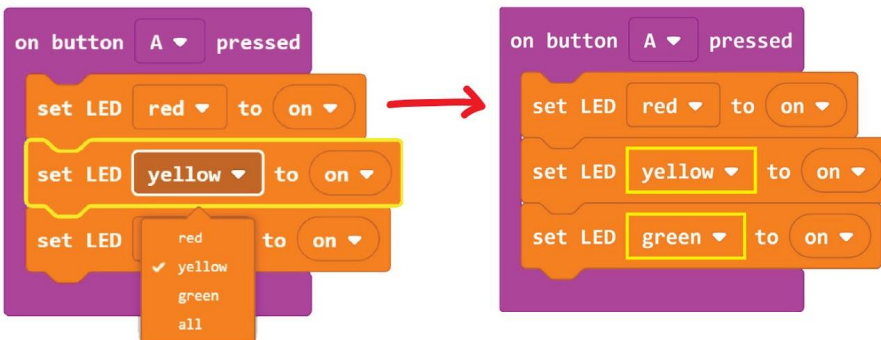 on button A pressed
set LED red to on
set LED yellow to on
set LED to on
red
yellow
green
all
on button A pressed
set LED red to on
set LED yellow to on
set LED green to on